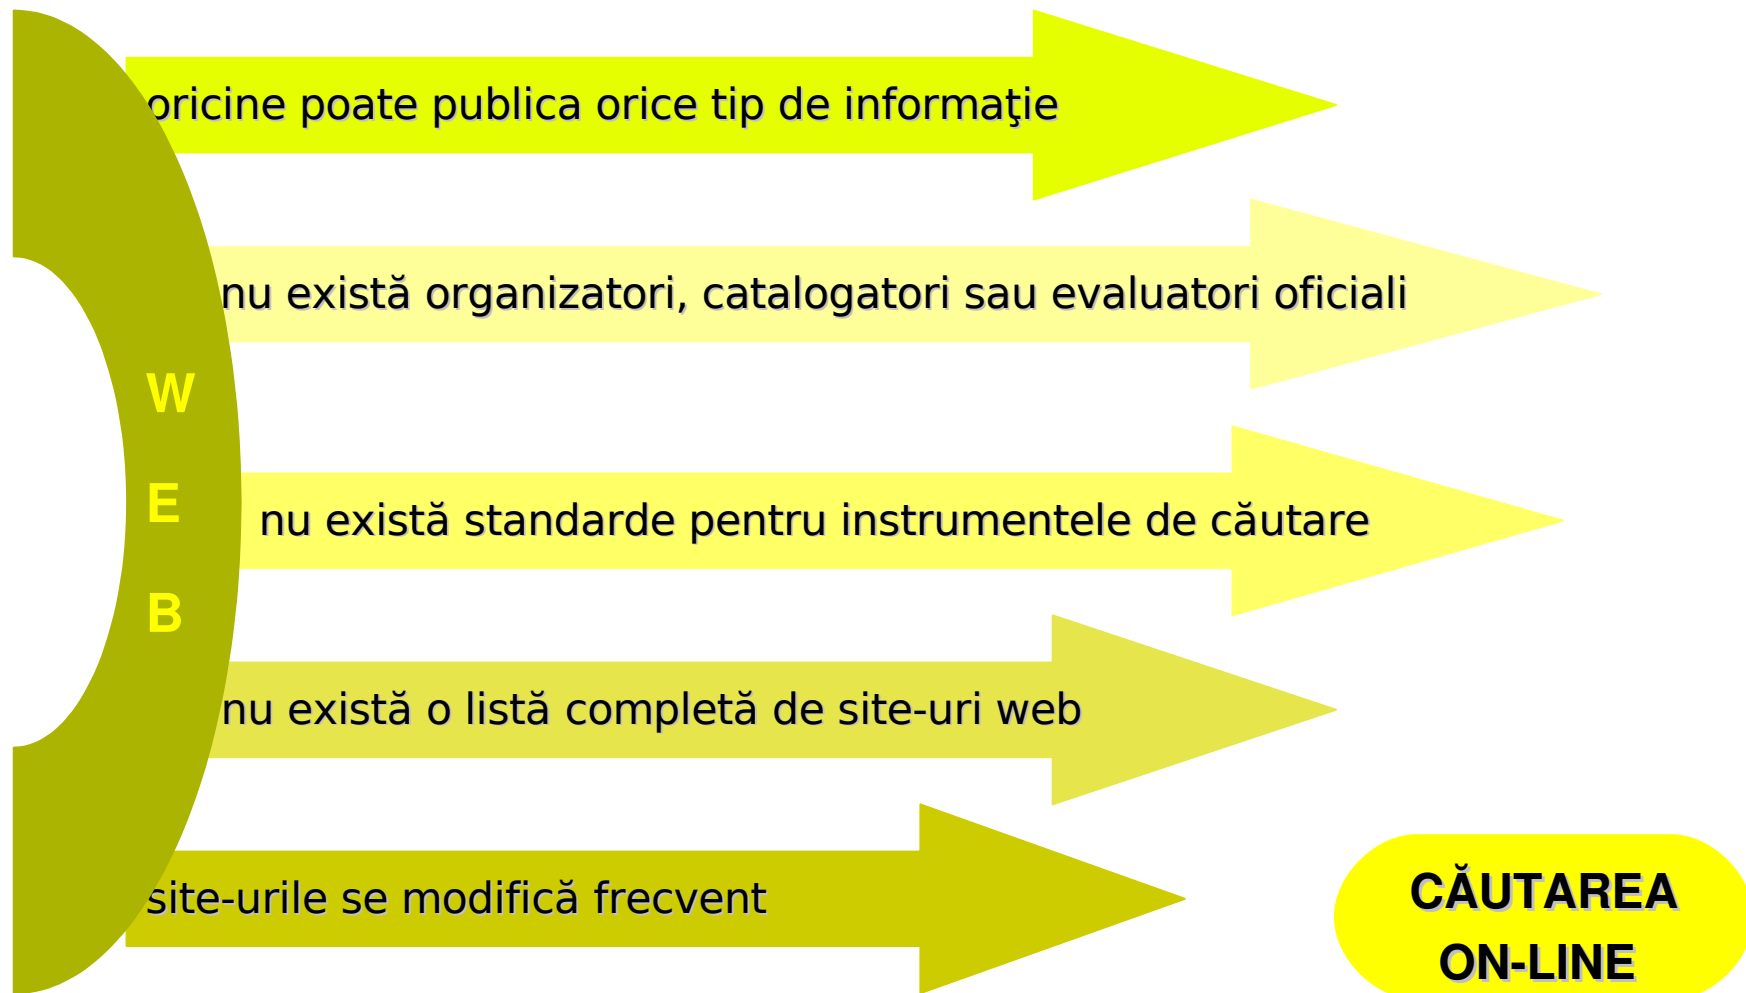 oricine poate publica orice tip de informaţie
nu există organizatori, catalogatori sau evaluatori oficiali
W
E
B
nu există standarde pentru instrumentele de căutare
nu există o listă completă de site-uri web
site-urile se modifică frecvent
CĂUTAREA
ON-LINE